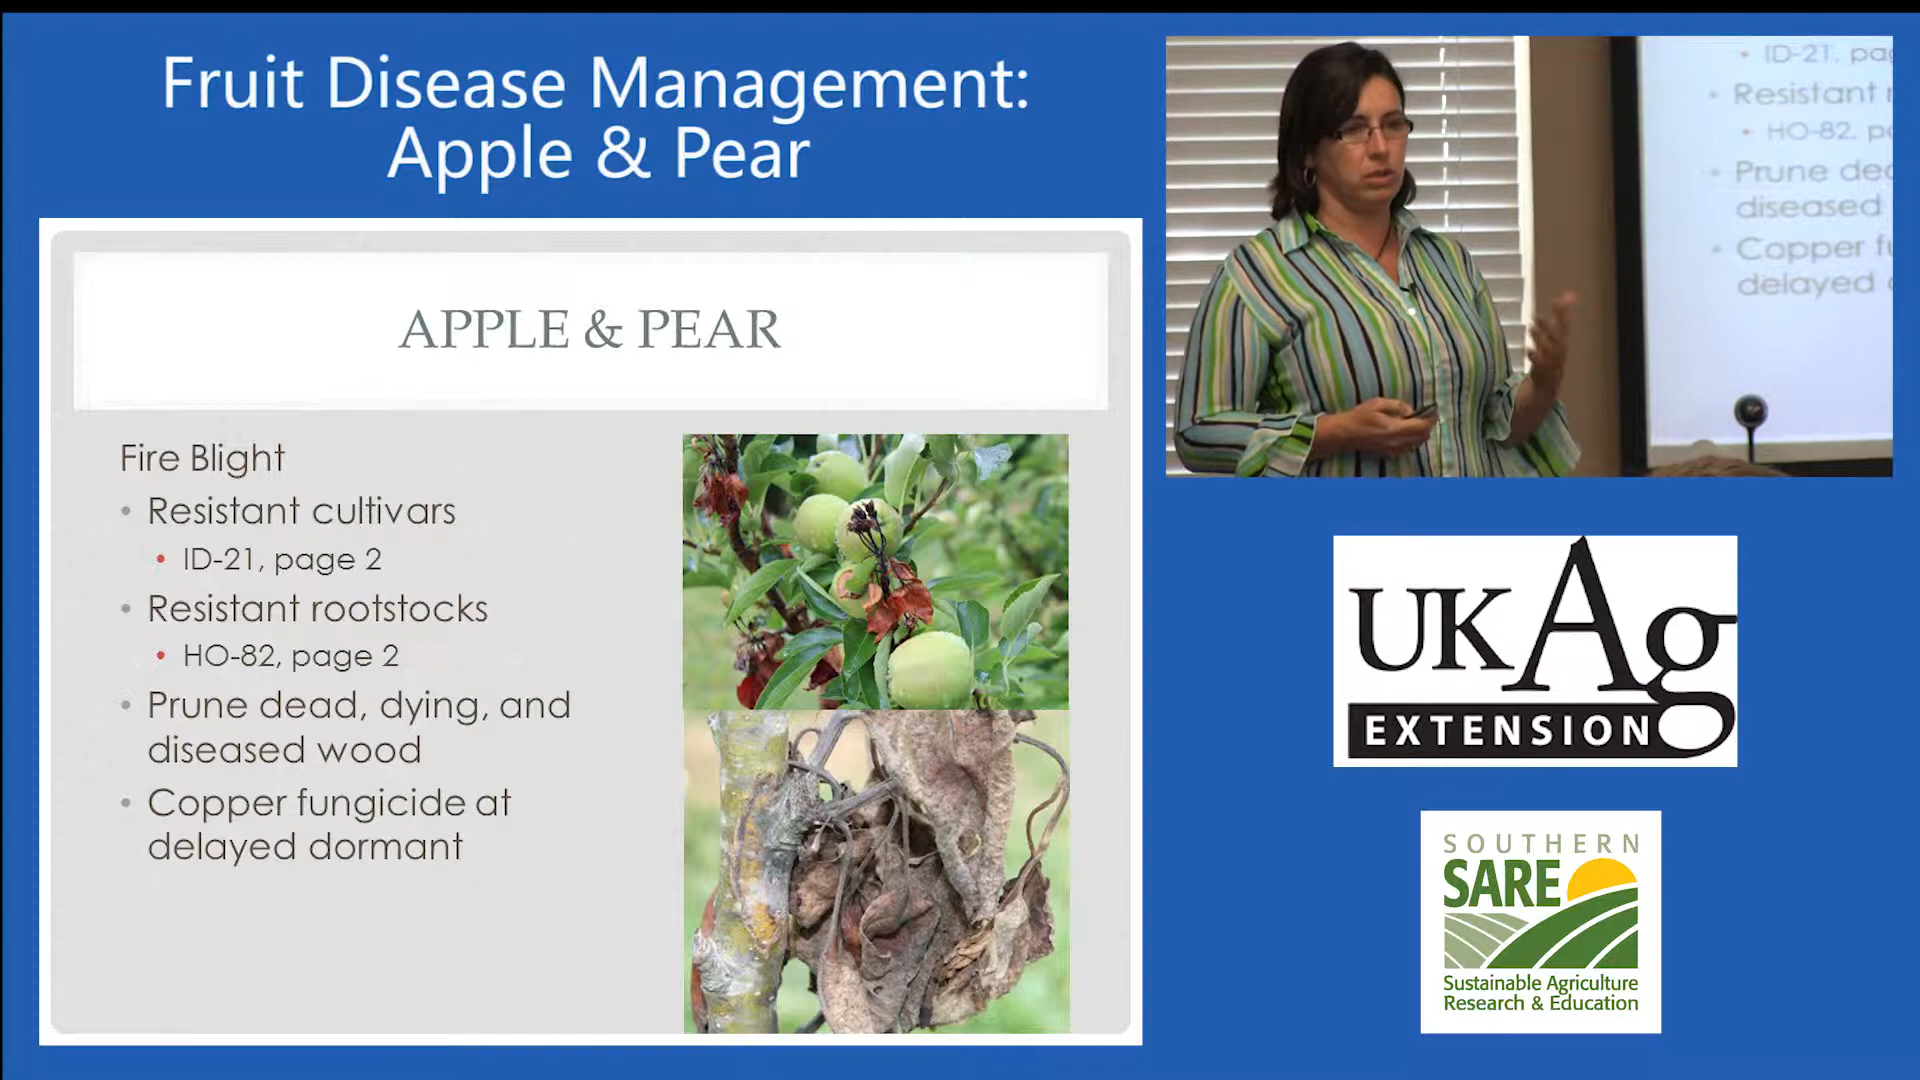 Fruit Disease Management:
Apple & Pear
APPLE & PEAR
Fire Blight
• Resistant cultivars
• ID-21, page 2
• Resistant rootstocks
• HO-82, page 2
• Prune dead, dying, and
diseased wood
• Copper fungicide at
delayed dormant
• ID-21. 
• Resistant
• HO-82.
• Prune
diseased
• Copper
delayed
UKAg
EXTENSION
SOUTHERN
SARE
Sustainable Agriculture
Research & Education